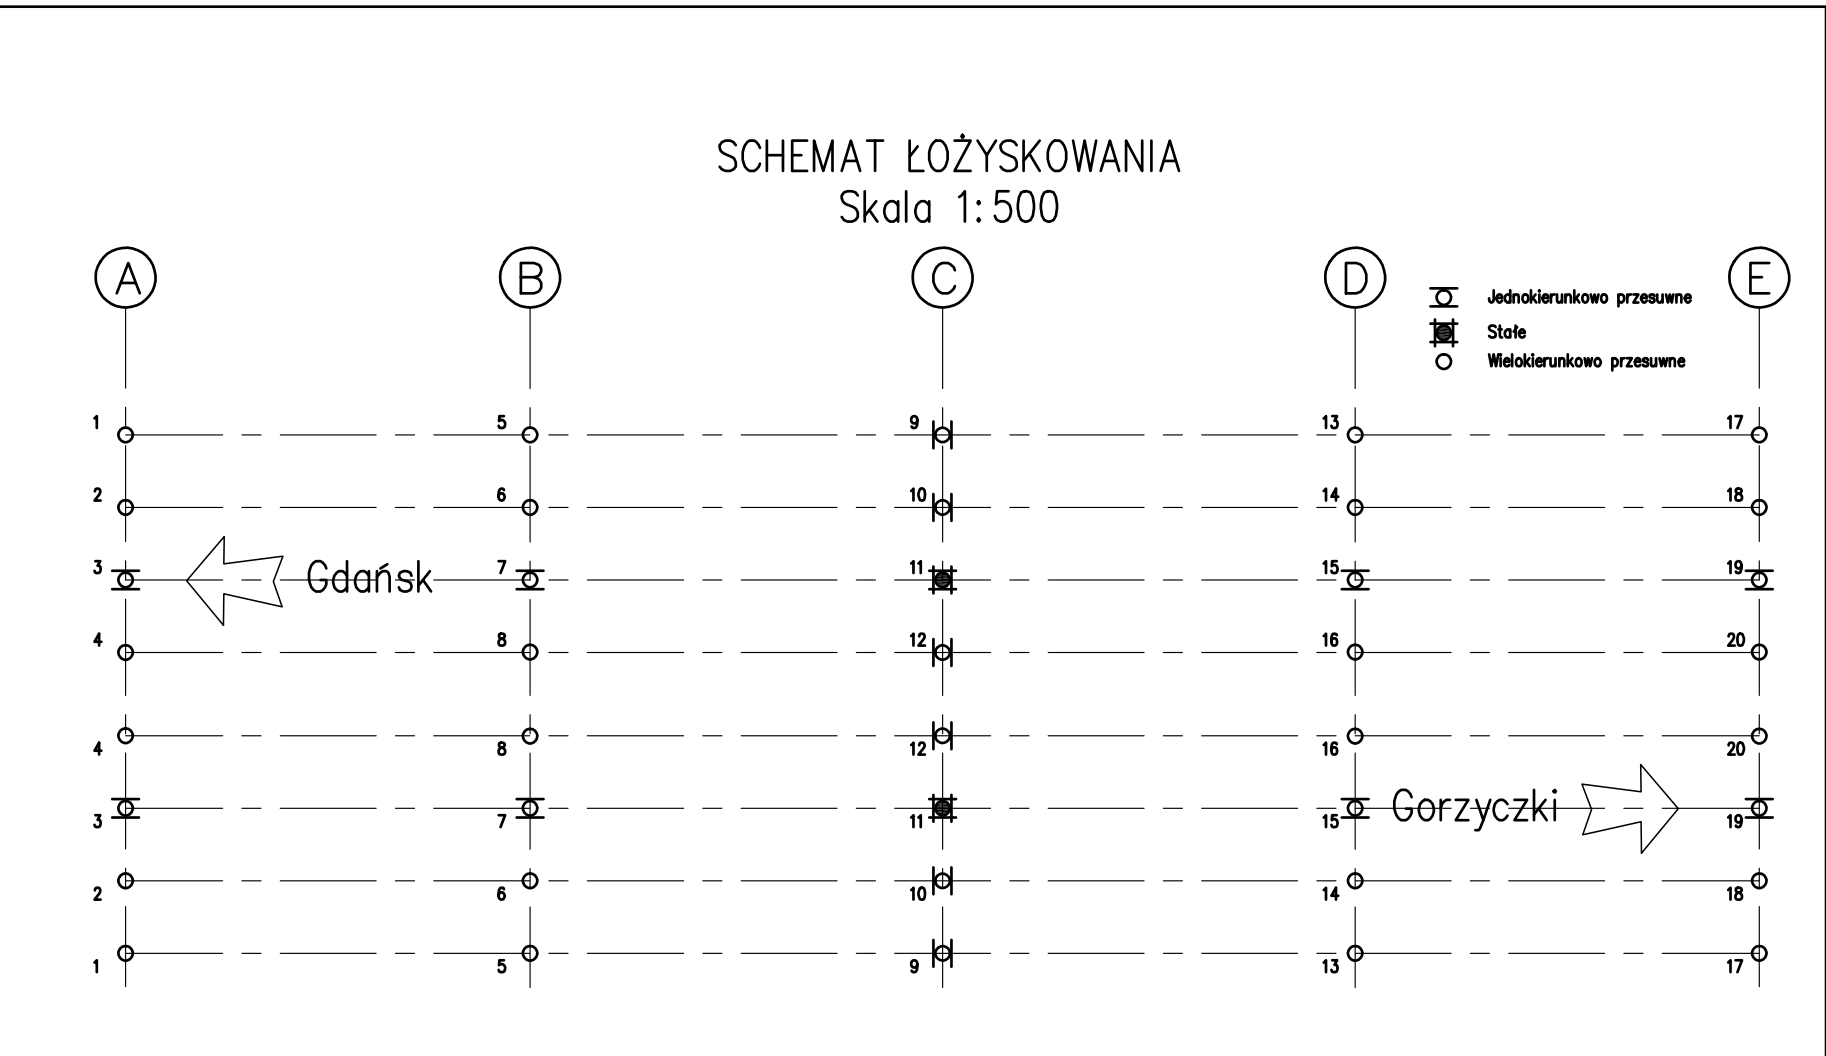 SCHEMAT ŁOŻYSKOWANIA
Skala 1:500
A B C D E
Jednokierunkowo przesuwne
Stałe
Wielokierunkowo przesuwne
1 5 9 13 17
2 6 10 14 18
3 Gdańsk 7 11 15 19
4 8 12 16 20
4 8 12 16 20
3 7 11 15 Gorzyczki 19
2 6 10 14 18
1 5 9 13 17